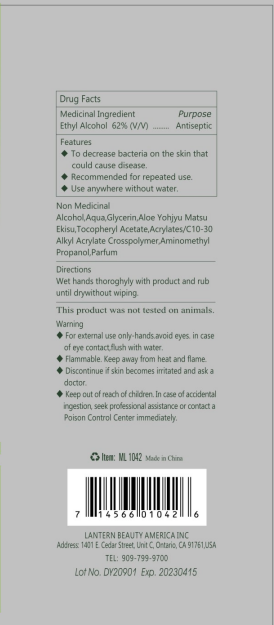 Drug Facts
Medicinal Ingredient Purpose
Ethyl Alcohol 62% (V/V) ........ Antiseptic
Features
◆ To decrease bacteria on the skin that
could cause disease.
◆ Recommended for repeated use.
◆ Use anywhere without water.
Non Medicinal
Alcohol,Aqua,Glycerin,Aloe Yohjyu Matsu
Ekisu,Tocopheryl Acetate,Acrylates/C10-30
Alkyl Acrylate Crosspolymer,Aminomethyl
Propanol,Parfum
Directions
Wet hands thoroghly with product and rub
until drywithout wiping.
This product was not tested on animals.
Warning
◆ For external use only-hands.avoid eyes. in case
of eye contact,flush with water.
◆ Flammable. Keep away from heat and flame.
◆ Discontinue if skin becomes irritated and ask a
doctor.
◆ Keep out of reach of children. In case of accidental
ingestion, seek professional assistance or contact a
Poison Control Center immediately.
Item: ML 1042 Made in China
7 14566 01042 6
LANTERN BEAUTY AMERICA INC
Address: 1401 E. Cedar Street, Unit C, Ontario, CA 91761,USA
TEL: 909-799-9700
Lot No. DY20901 Exp. 20230415